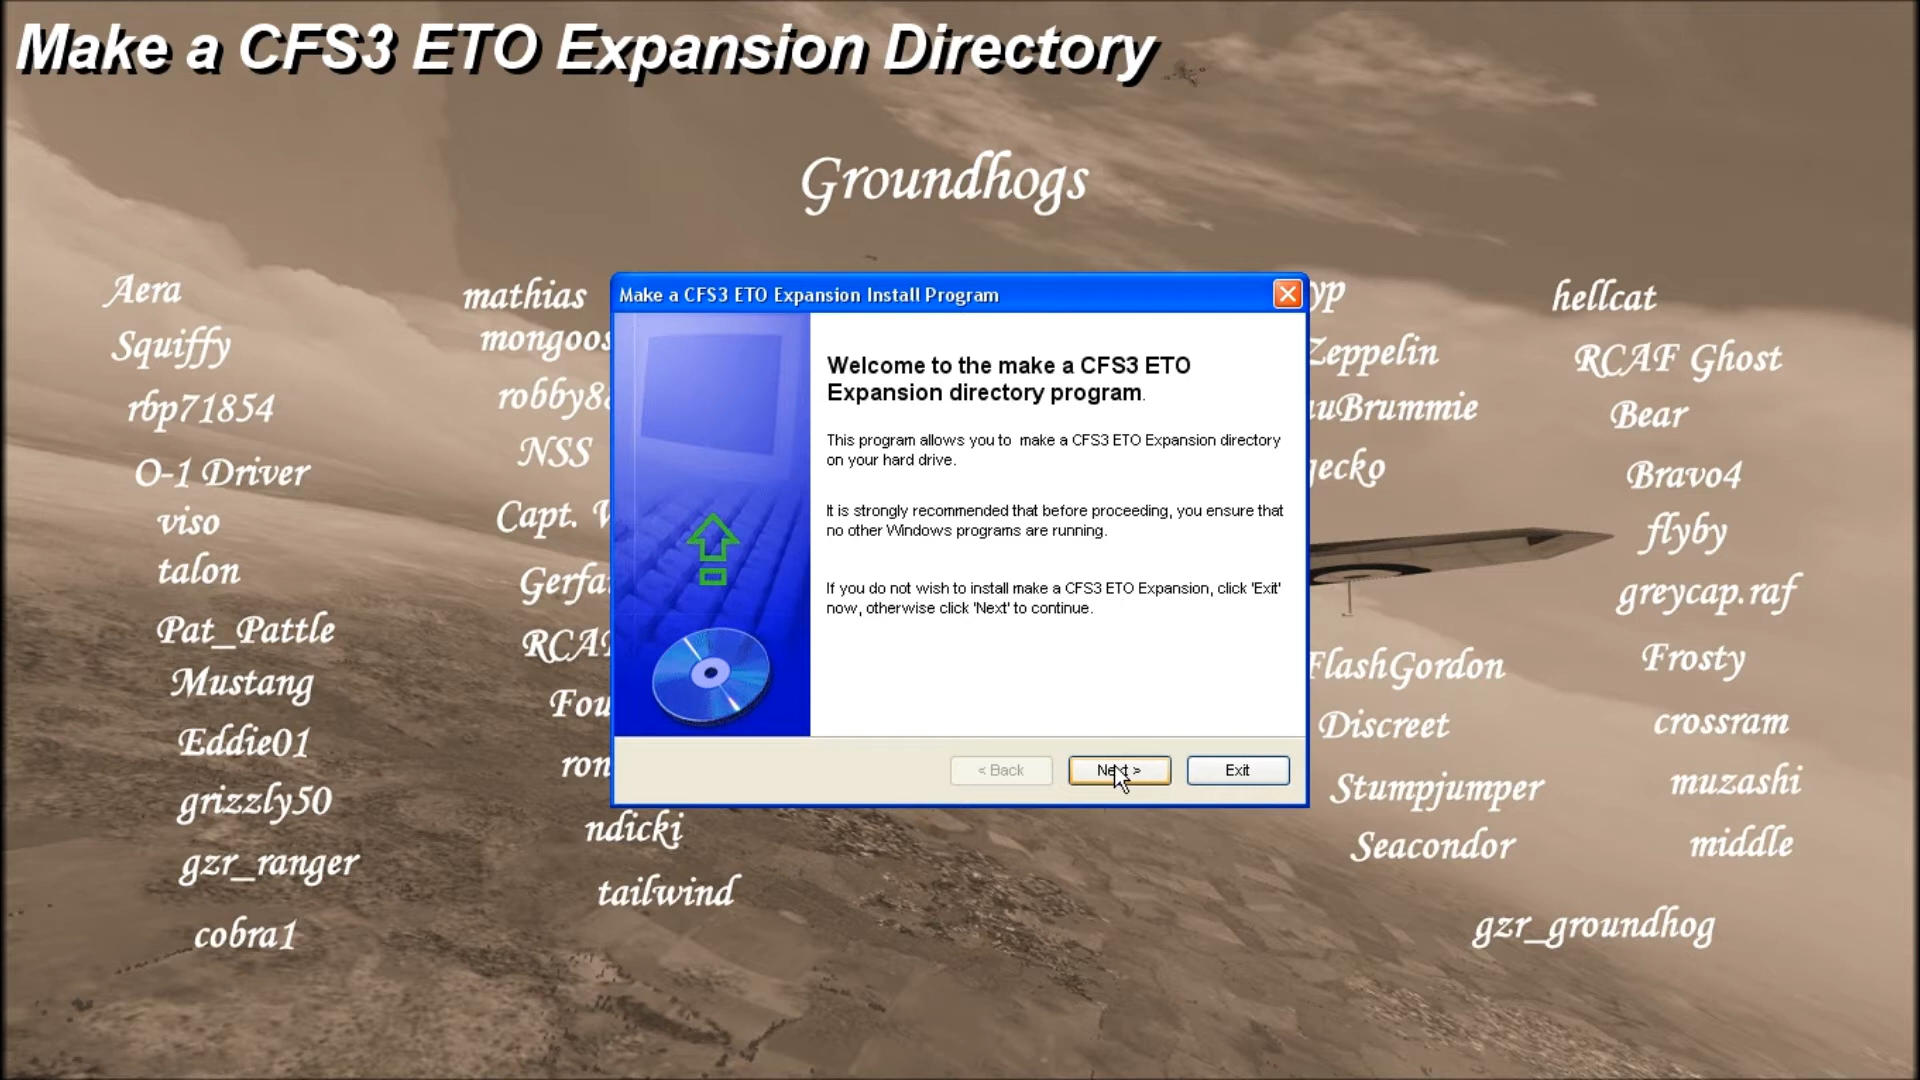 Make a CFS3 ETO Expansion Directory
Groundhogs
Aera
Squiffy
rbp71854
O-1 Driver
viso
talon
Pat_Pattle
Mustang
Eddie01
grizzly50
gzr_ranger
cobra1
mathias
NSS
Capt.
ndicki
tailwind
Make a CFS3 ETO Expansion Install Program
Welcome to the make a CFS3 ETO
Expansion directory program.
This program allows you to make a CFS3 ETO Expansion directory
on your hard drive.
It is strongly recommended that before proceeding, you ensure that
no other Windows programs are running.
If you do not wish to install make a CFS3 ETO Expansion, click 'Exit'
now, otherwise click 'Next' to continue.
< Back
Next >
Exit
Zeppelin
FlashGordon
Discreet
Stumpjumper
Seacondor
gzr_groundhog
hellcat
RCAF Ghost
Bear
Bravo4
flyby
greycap.raf
Frosty
crossram
muzashi
middle